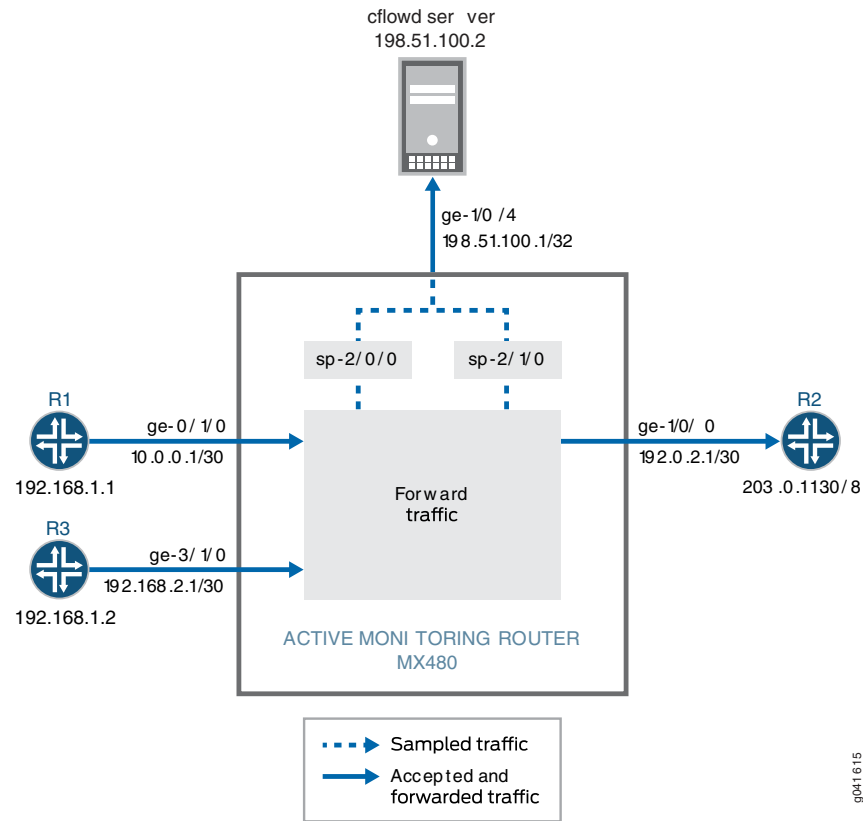 cflowd ser ver
198.51.100.2
ge-1/0 /4
198.51.100.1/32
sp-2/0/0
sp-2/1/0
R1
ge-0/1/0
10.0.0.1/30
192.168.1.1
R2
ge-1/0/ 0
192.0.2.1/30
203 .0.1130/8
Forward
traffic
R3
ge-3/1/0
192.168.2.1/30
192.168.1.2
ACTIVE MONI TORING ROUTER
MX480
Sampled traffic
Accepted and
forwarded traffic
g041615